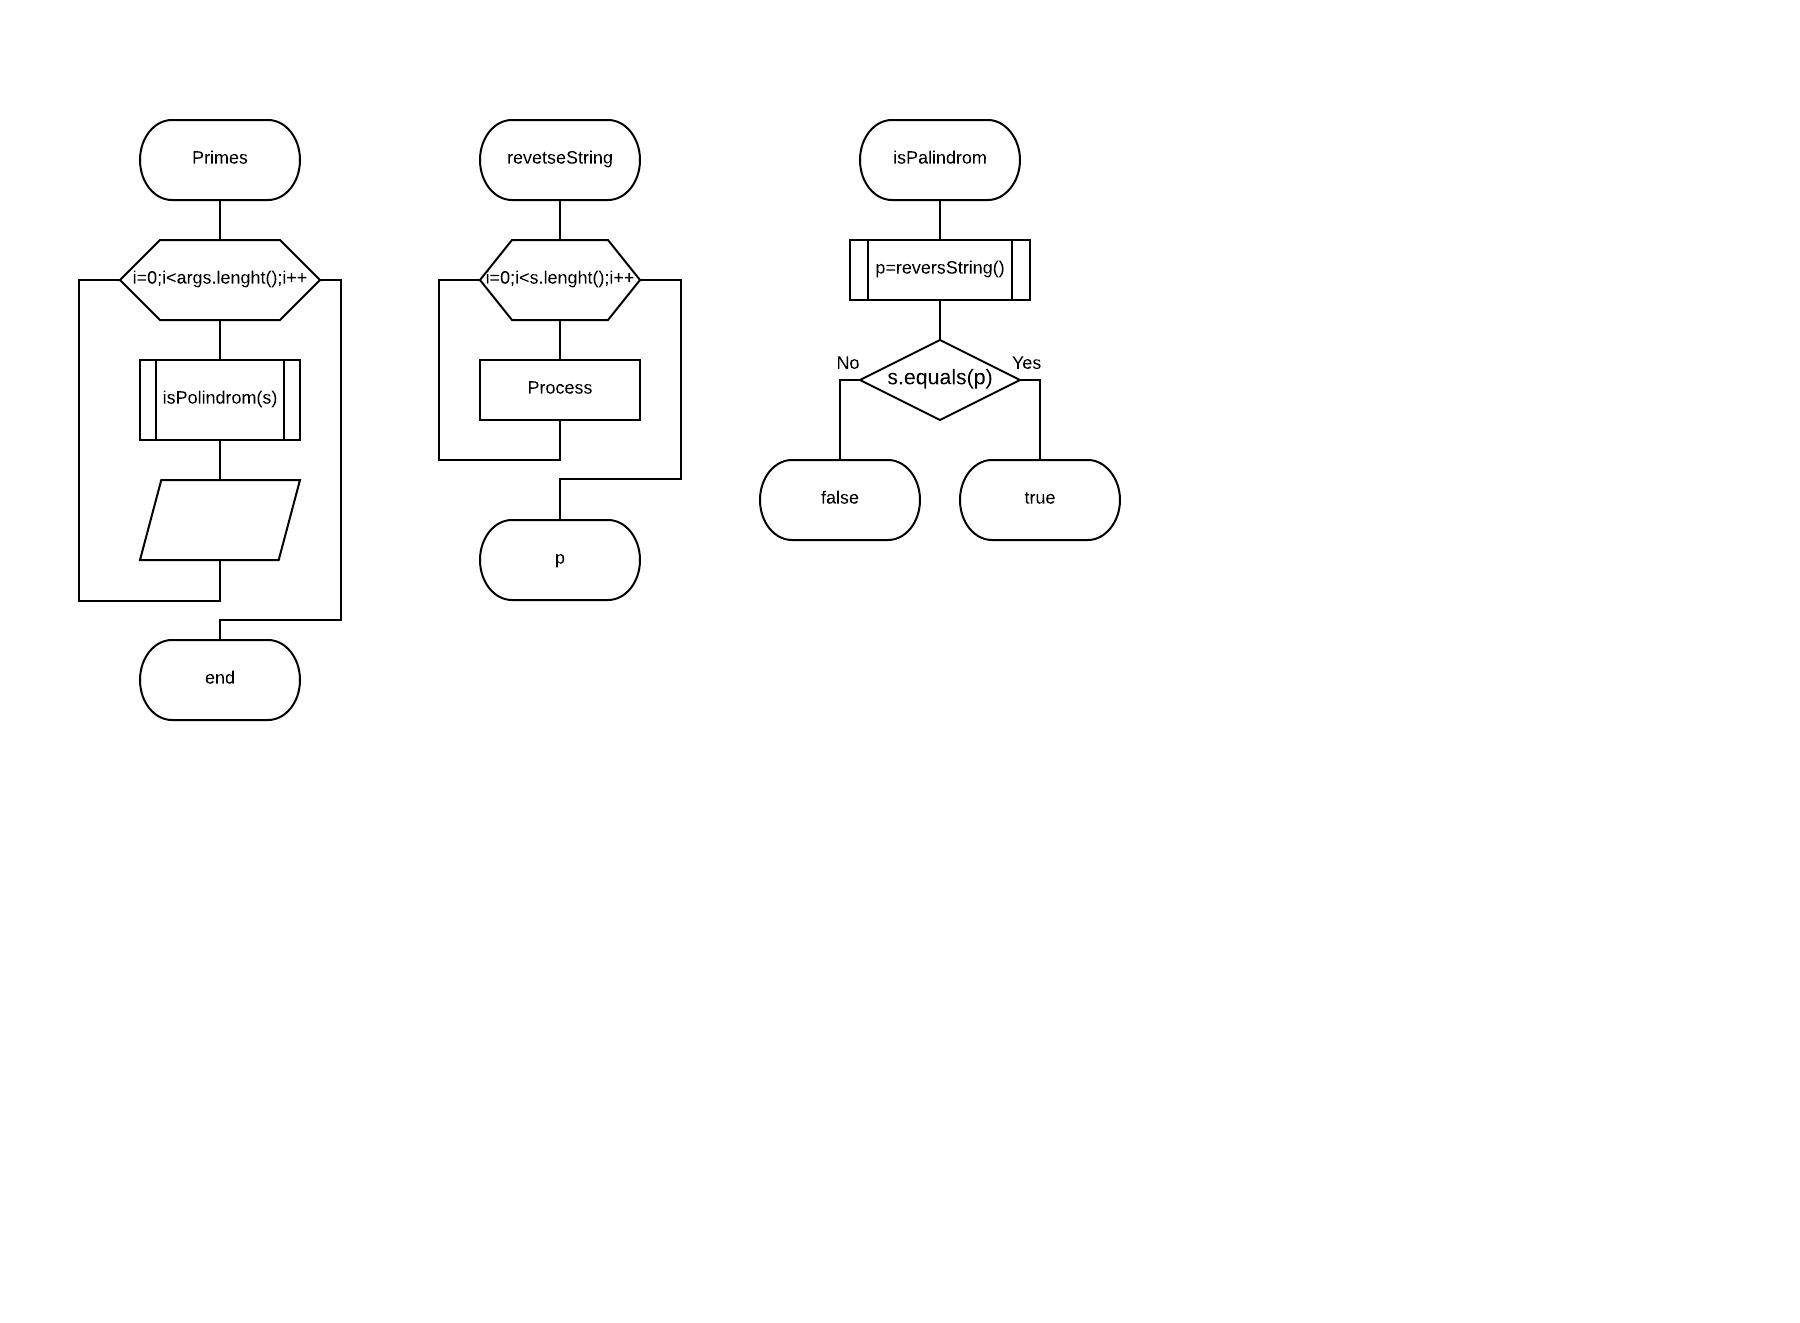 Primes
i=0;i<args.lenght();i++
isPolindrom(s)
end
revetseString
i=0;i<s.lenght();i++
Process
p
isPalindrom
p=reversString()
No
Yes
s.equals(p)
false
true